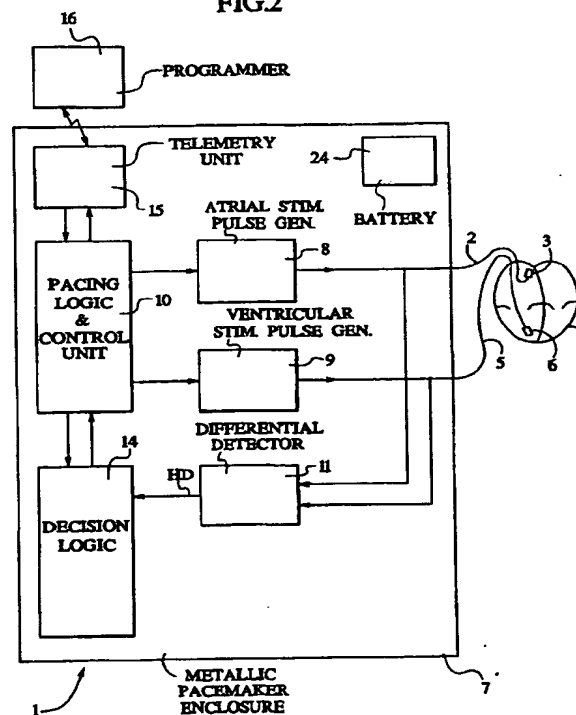 FIG.2
16
PROGRAMMER
TELEMETRY
UNIT
15
24
BATTERY
ATRIAL STIM.
PULSE GEN.
8
2
3
PACING
LOGIC
&
CONTROL
UNIT
10
VENTRICULAR
STIM. PULSE GEN.
9
5
6
DIFFERENTIAL
DETECTOR
14
HD
11
DECISION
LOGIC
1
METALLIC
PACEMAKER
ENCLOSURE
7